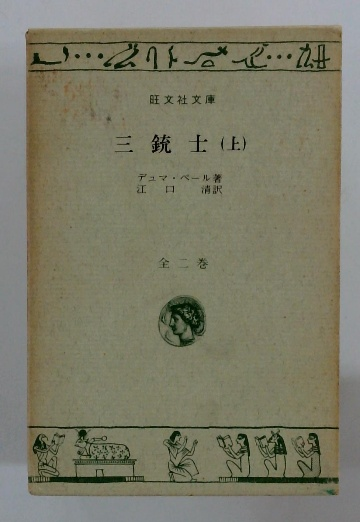 旺文社文庫
三銃士(上)
デュマ・ペール著
江口 清訳
全二巻